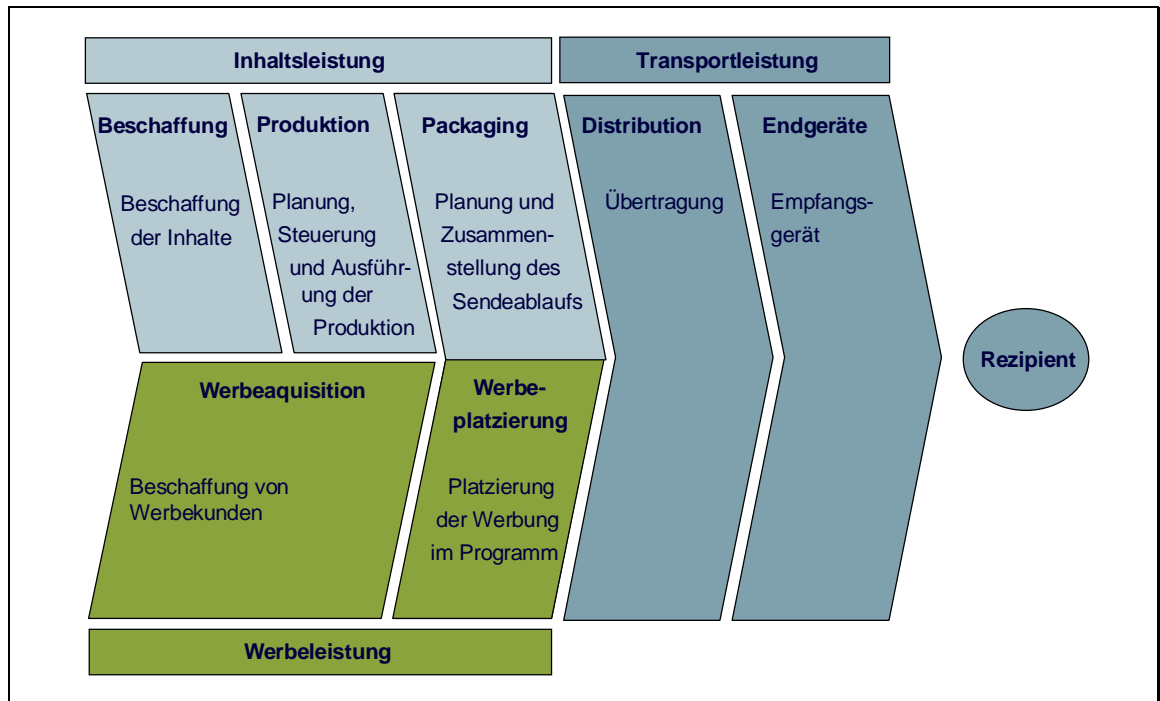 Inhaltsleistung
Transportleistung
Beschaffung
Beschaffung
der Inhalte
Produktion
Planung,
Steuerung
und Ausführ-
ung der
Produktion
Packaging
Planung und
Zusammen-
stellung des
Sendeablaufs
Distribution
Übertragung
Endgeräte
Empfangs-
gerät
Werbeaquisition
Beschaffung von
Werbekunden
Werbe-
platzierung
Platzierung
der Werbung
im Programm
Rezipient
Werbeleistung